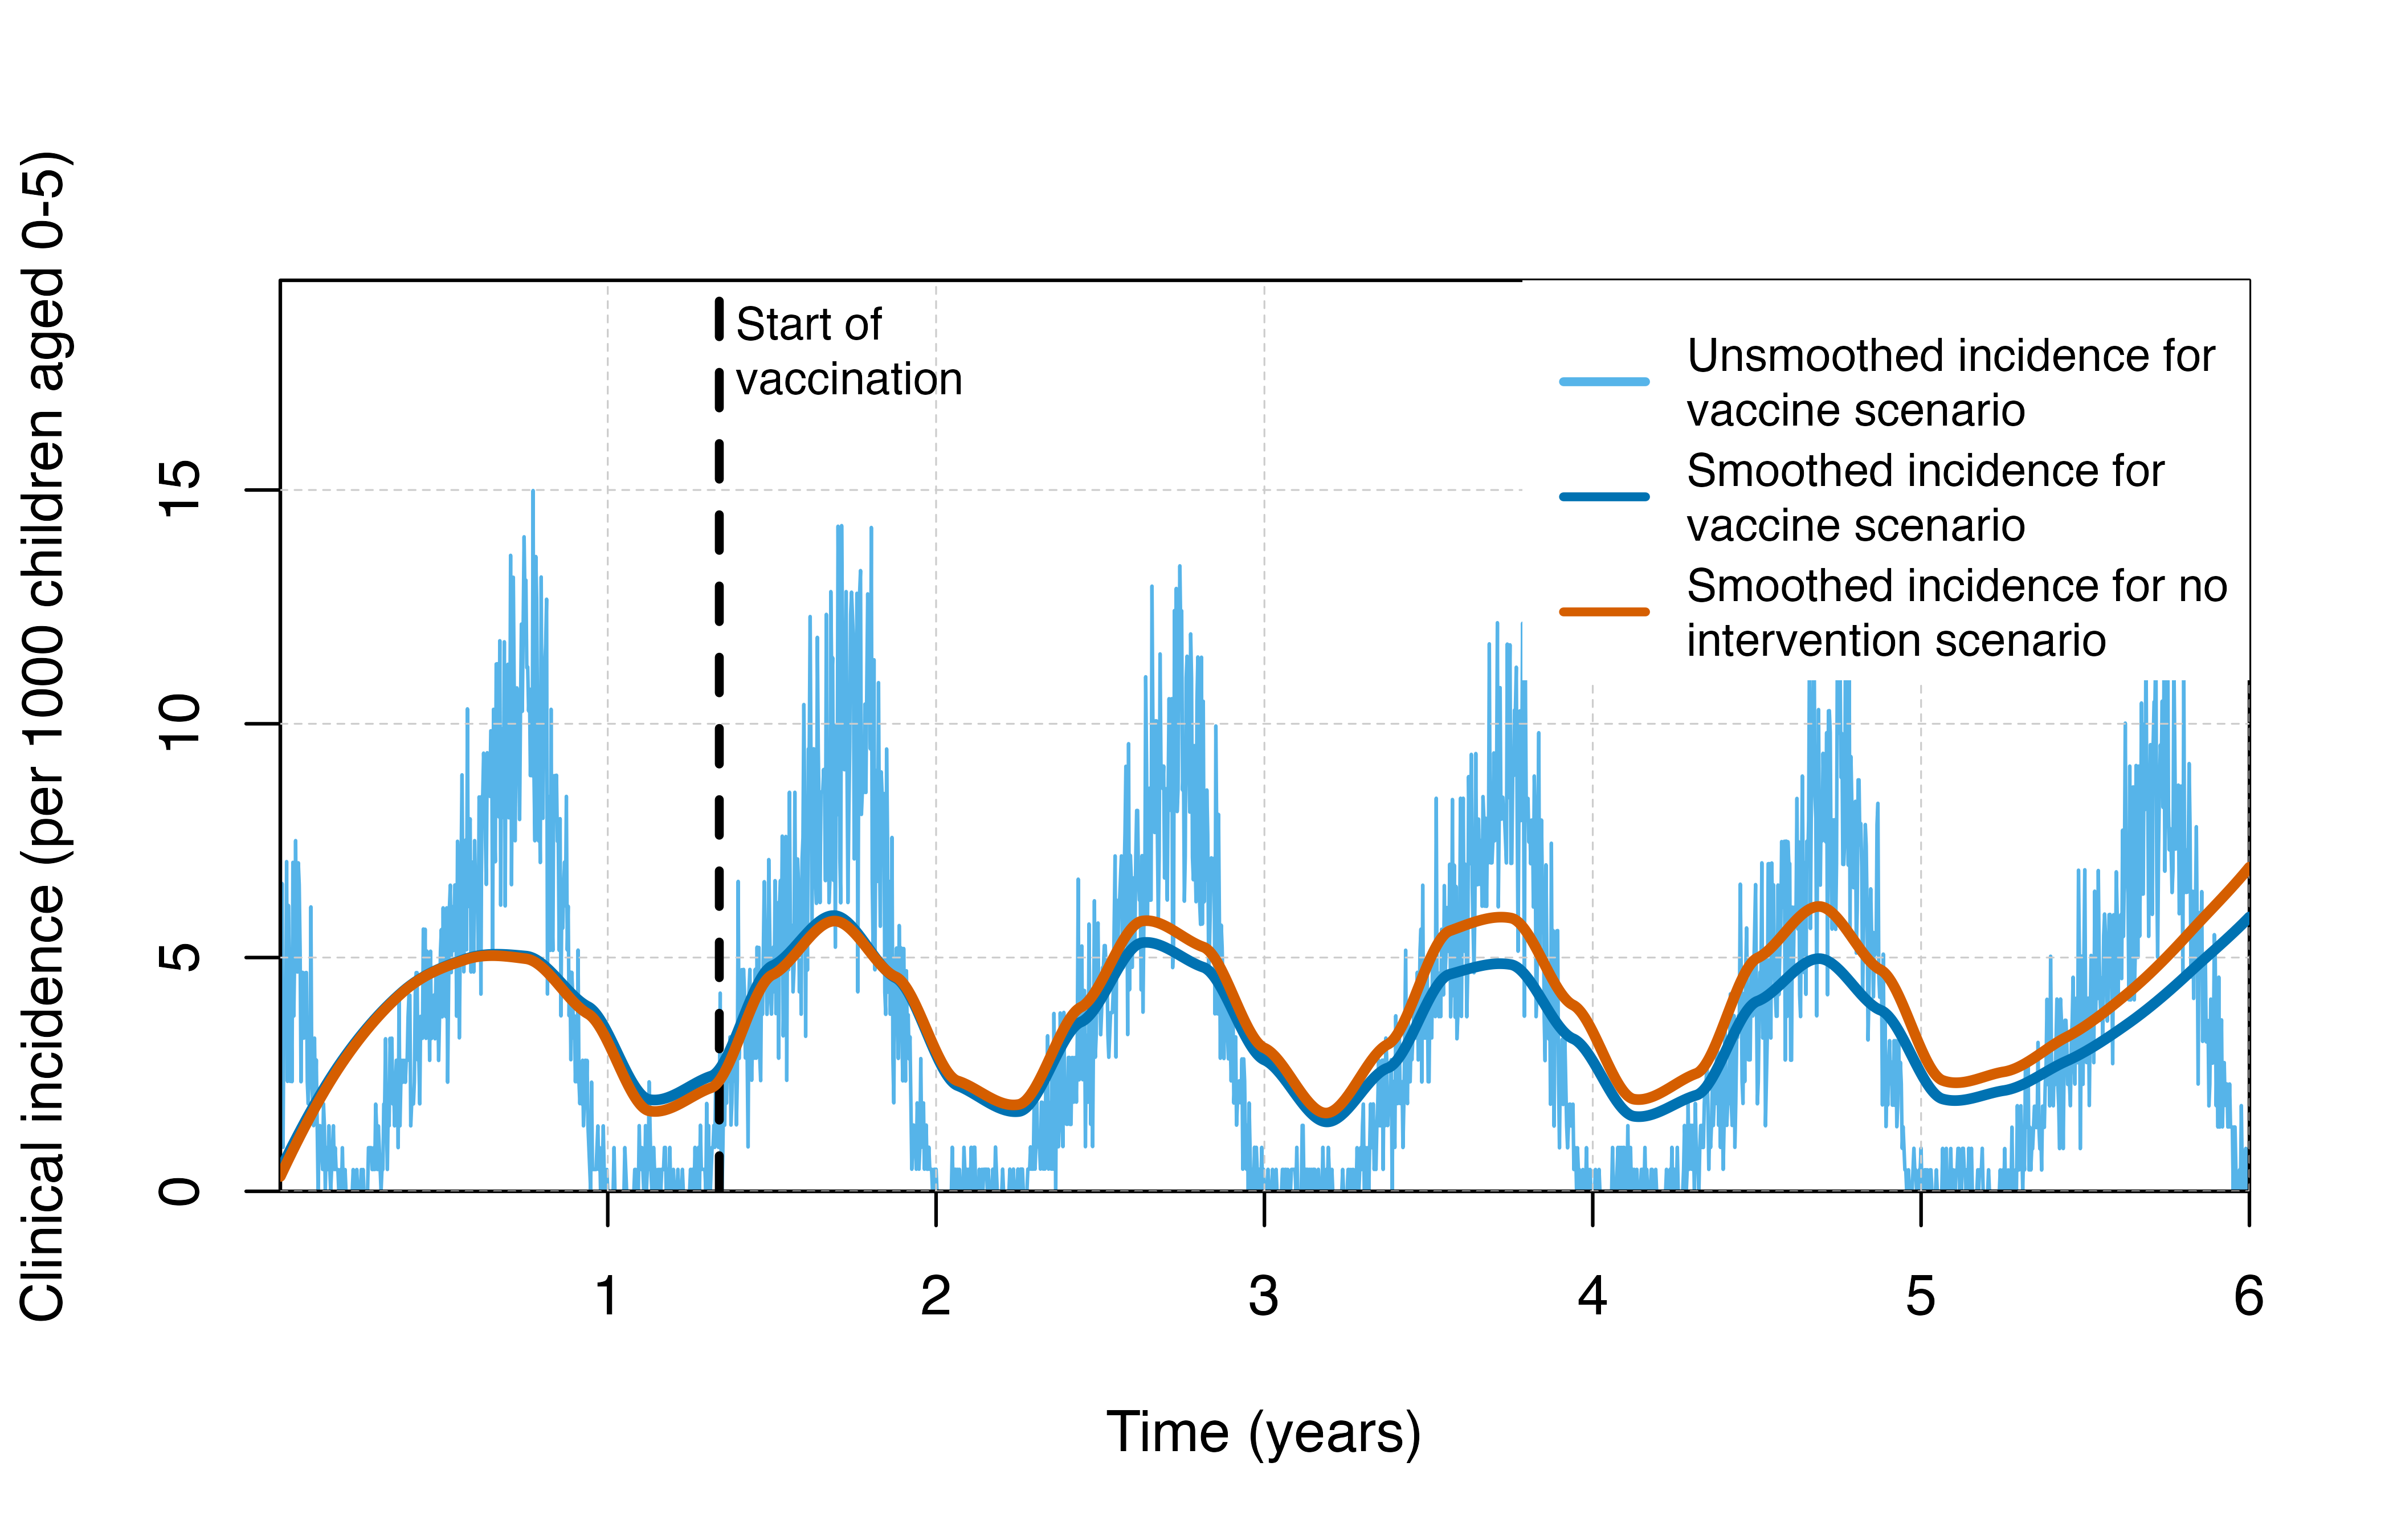 Clinical incidence (per 1000 children aged 0-5)
Start of
vaccination
Unsmoothed incidence for
vaccine scenario
Smoothed incidence for
vaccine scenario
Smoothed incidence for no
intervention scenario
15
10
5
0
1 2 3 4 5 6
Time (years)